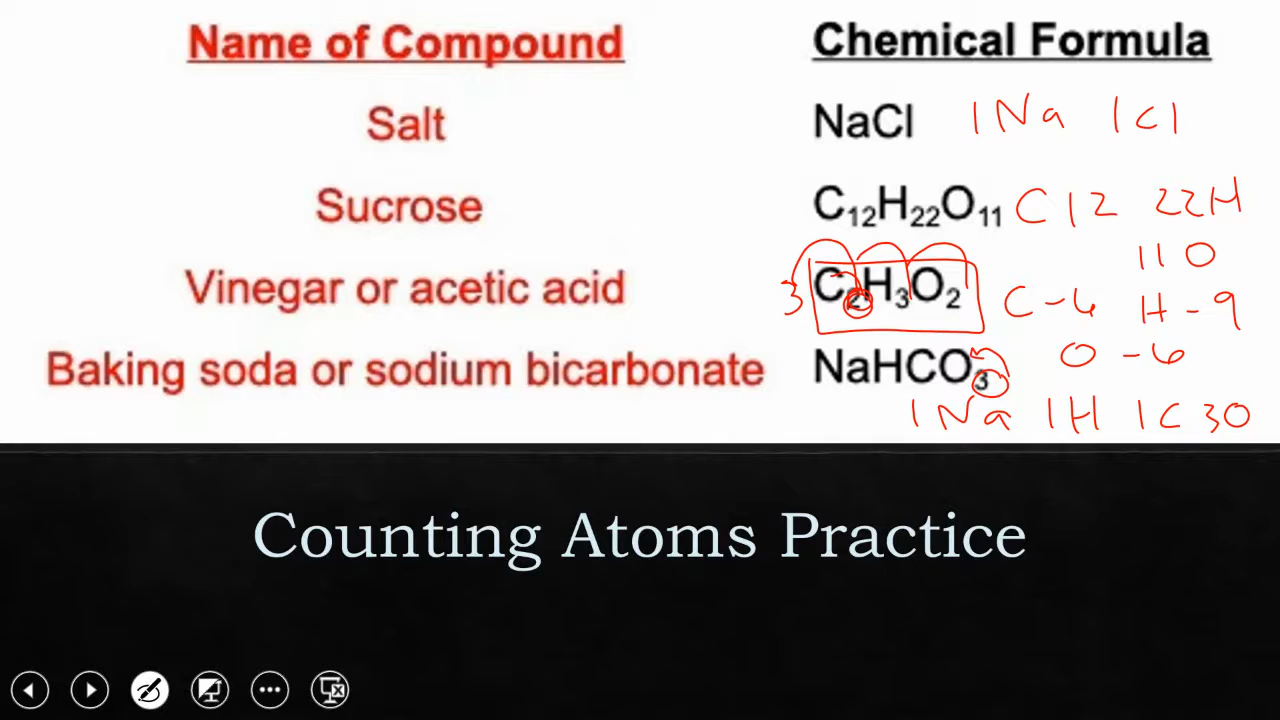 Name of Compound Chemical Formula
Salt NaCl 1Na 1Cl
Sucrose C₁₂H₂₂O₁₁ C12 22H
11 O
Vinegar or acetic acid 3 C₂H₃O₂ C-6 H-9
O-6
Baking soda or sodium bicarbonate NaHCO₃
1Na 1H 1C 3O
Counting Atoms Practice